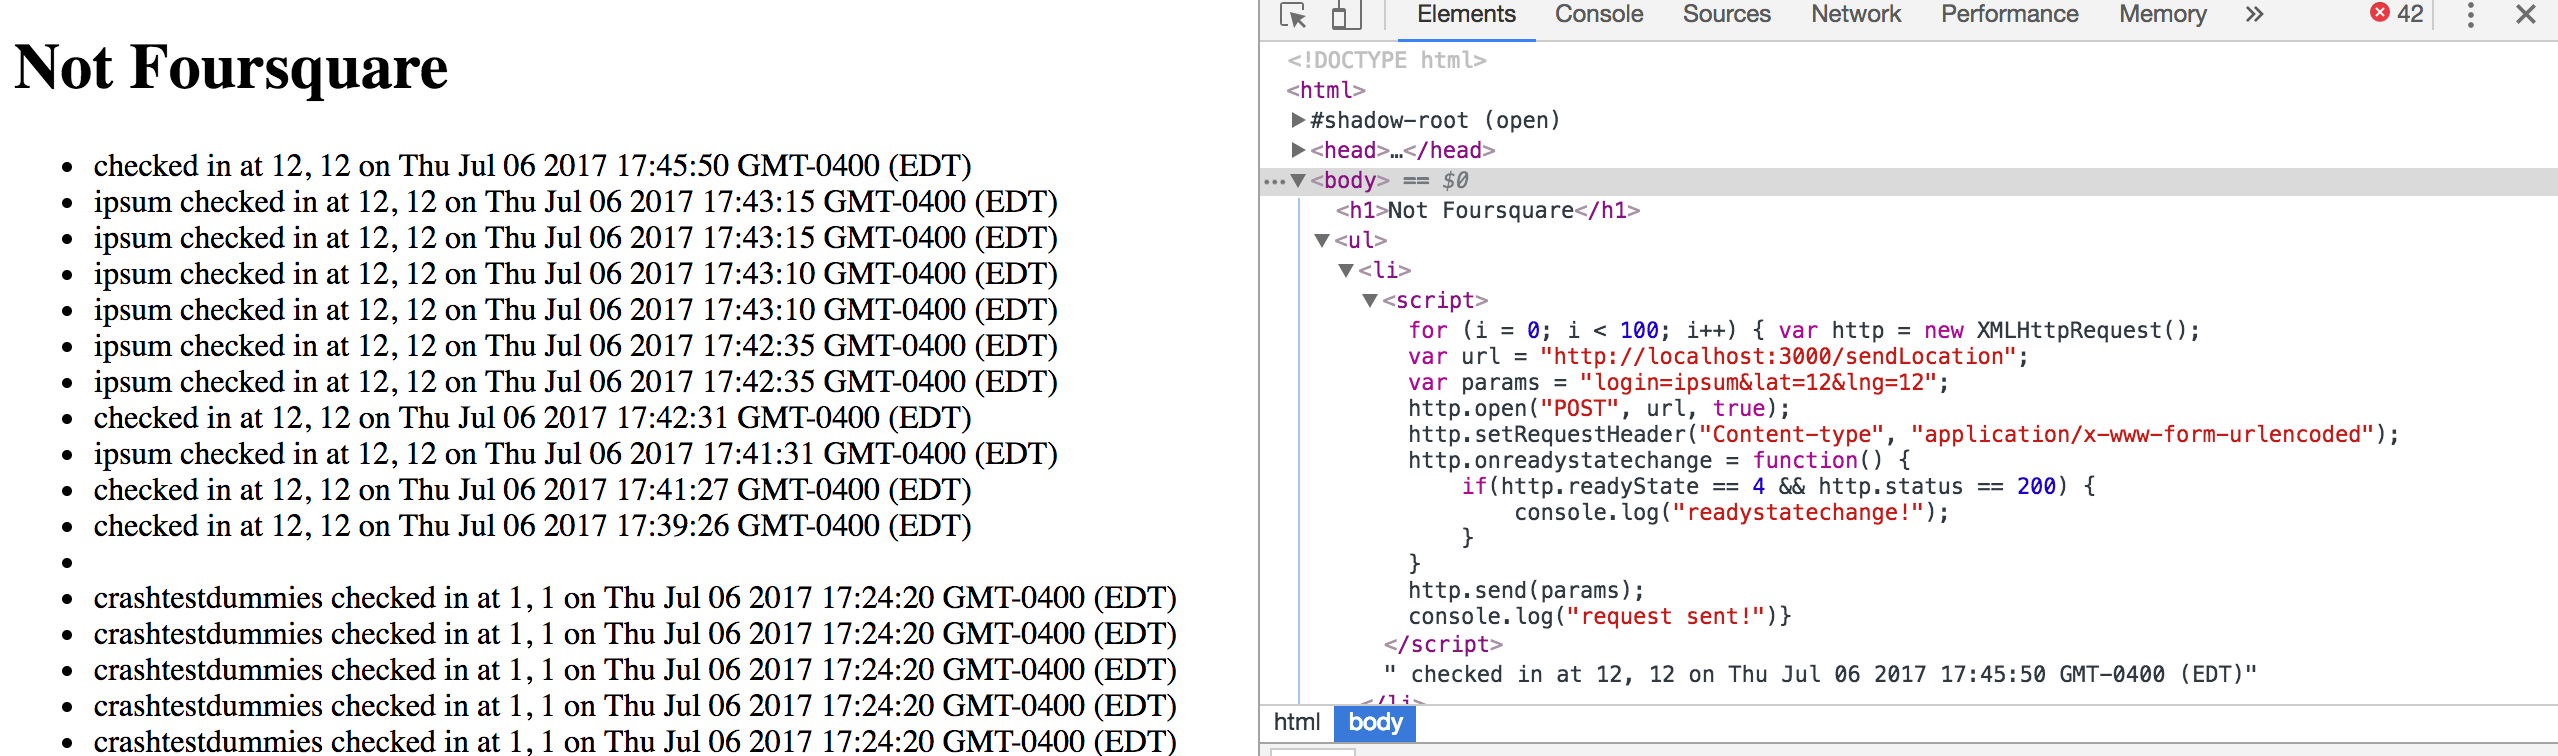 Not Foursquare
checked in at 12, 12 on Thu Jul 06 2017 17:45:50 GMT-0400 (EDT)
ipsum checked in at 12, 12 on Thu Jul 06 2017 17:43:15 GMT-0400 (EDT)
ipsum checked in at 12, 12 on Thu Jul 06 2017 17:43:15 GMT-0400 (EDT)
ipsum checked in at 12, 12 on Thu Jul 06 2017 17:43:10 GMT-0400 (EDT)
ipsum checked in at 12, 12 on Thu Jul 06 2017 17:43:10 GMT-0400 (EDT)
ipsum checked in at 12, 12 on Thu Jul 06 2017 17:42:35 GMT-0400 (EDT)
ipsum checked in at 12, 12 on Thu Jul 06 2017 17:42:35 GMT-0400 (EDT)
checked in at 12, 12 on Thu Jul 06 2017 17:42:31 GMT-0400 (EDT)
ipsum checked in at 12, 12 on Thu Jul 06 2017 17:41:31 GMT-0400 (EDT)
checked in at 12, 12 on Thu Jul 06 2017 17:41:27 GMT-0400 (EDT)
checked in at 12, 12 on Thu Jul 06 2017 17:39:26 GMT-0400 (EDT)
crashtestdummies checked in at 1, 1 on Thu Jul 06 2017 17:24:20 GMT-0400 (EDT)
crashtestdummies checked in at 1, 1 on Thu Jul 06 2017 17:24:20 GMT-0400 (EDT)
crashtestdummies checked in at 1, 1 on Thu Jul 06 2017 17:24:20 GMT-0400 (EDT)
crashtestdummies checked in at 1, 1 on Thu Jul 06 2017 17:24:20 GMT-0400 (EDT)
crashtestdummies checked in at 1, 1 on Thu Jul 06 2017 17:24:20 GMT-0400 (EDT)
Elements Console Sources Network Performance Memory » 42
<!DOCTYPE html>
<html>
#shadow-root (open)
<head>…</head>
<body> == $0
<h1>Not Foursquare</h1>
<ul>
<li>
<script>
for (i = 0; i < 100; i++) { var http = new XMLHttpRequest();
var url = "http://localhost:3000/sendLocation";
var params = "login=ipsum&lat=12&lng=12";
http.open("POST", url, true);
http.setRequestHeader("Content-type", "application/x-www-form-urlencoded");
http.onreadystatechange = function() {
if(http.readyState == 4 && http.status == 200) {
console.log("readystatechange!");
}
}
http.send(params);
console.log("request sent!")}
</script>
" checked in at 12, 12 on Thu Jul 06 2017 17:45:50 GMT-0400 (EDT)"
</li>
html body